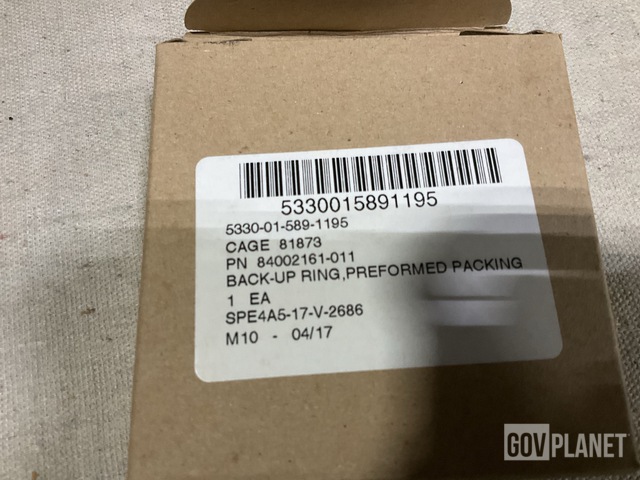 5330015891195
5330-01-589-1195
CAGE 81873
PN 84002161-011
BACK-UP RING,PREFORMED PACKING
1 EA
SPE4A5-17-V-2686
M10 - 04/17
GOVPLANET